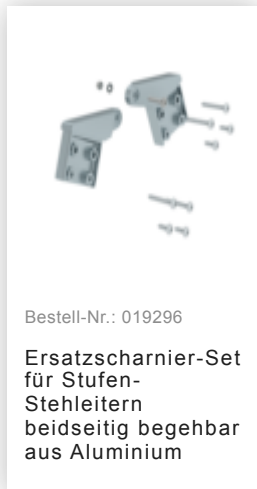 Bestell-Nr.: 019296
Ersatzscharnier-Set
für Stufen-
Stehleitern
beidseitig begehbar
aus Aluminium